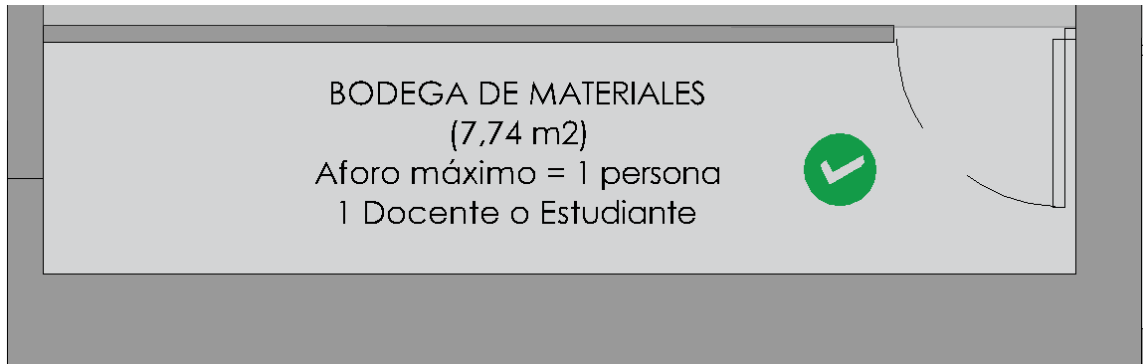 BODEGA DE MATERIALES
(7,74 m2)
Aforo máximo = 1 persona
1 Docente o Estudiante